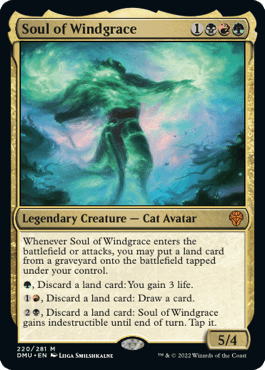 Soul of Windgrace 1
Legendary Creature — Cat Avatar
Whenever Soul of Windgrace enters the
battlefield or attacks, you may put a land card
from a graveyard onto the battlefield tapped
under your control.
, Discard a land card: You gain 3 life.
1, Discard a land card: Draw a card.
2, Discard a land card: Soul of Windgrace
gains indestructible until end of turn. Tap it.
5/4
220/281 M
DMU • EN LIIGA SMILSHKALNE
™ & © 2022 Wizards of the Coast